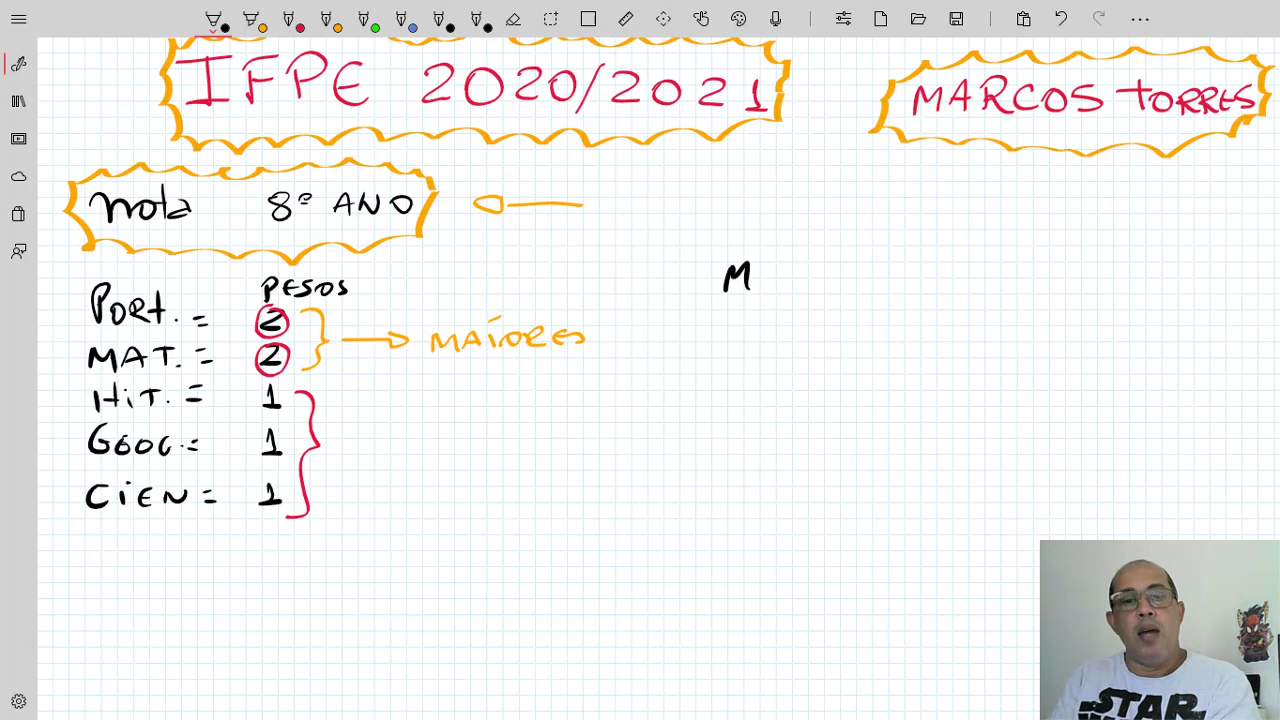 IFPE 2020/2021
MARCOS TORRES
nota 8º ANO
PESOS
PORT. = 2
MAT. = 2
MAIORES
HiT. = 1
GEOG = 1
CiEN = 1
M
STAR